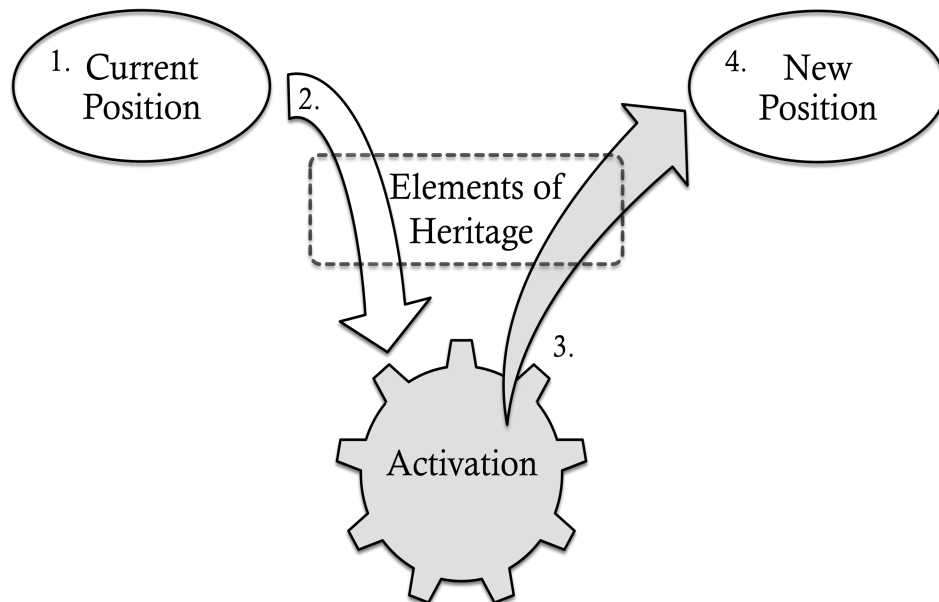 1. Current
Position
2.
Elements of
Heritage
3.
Activation
4. New
Position